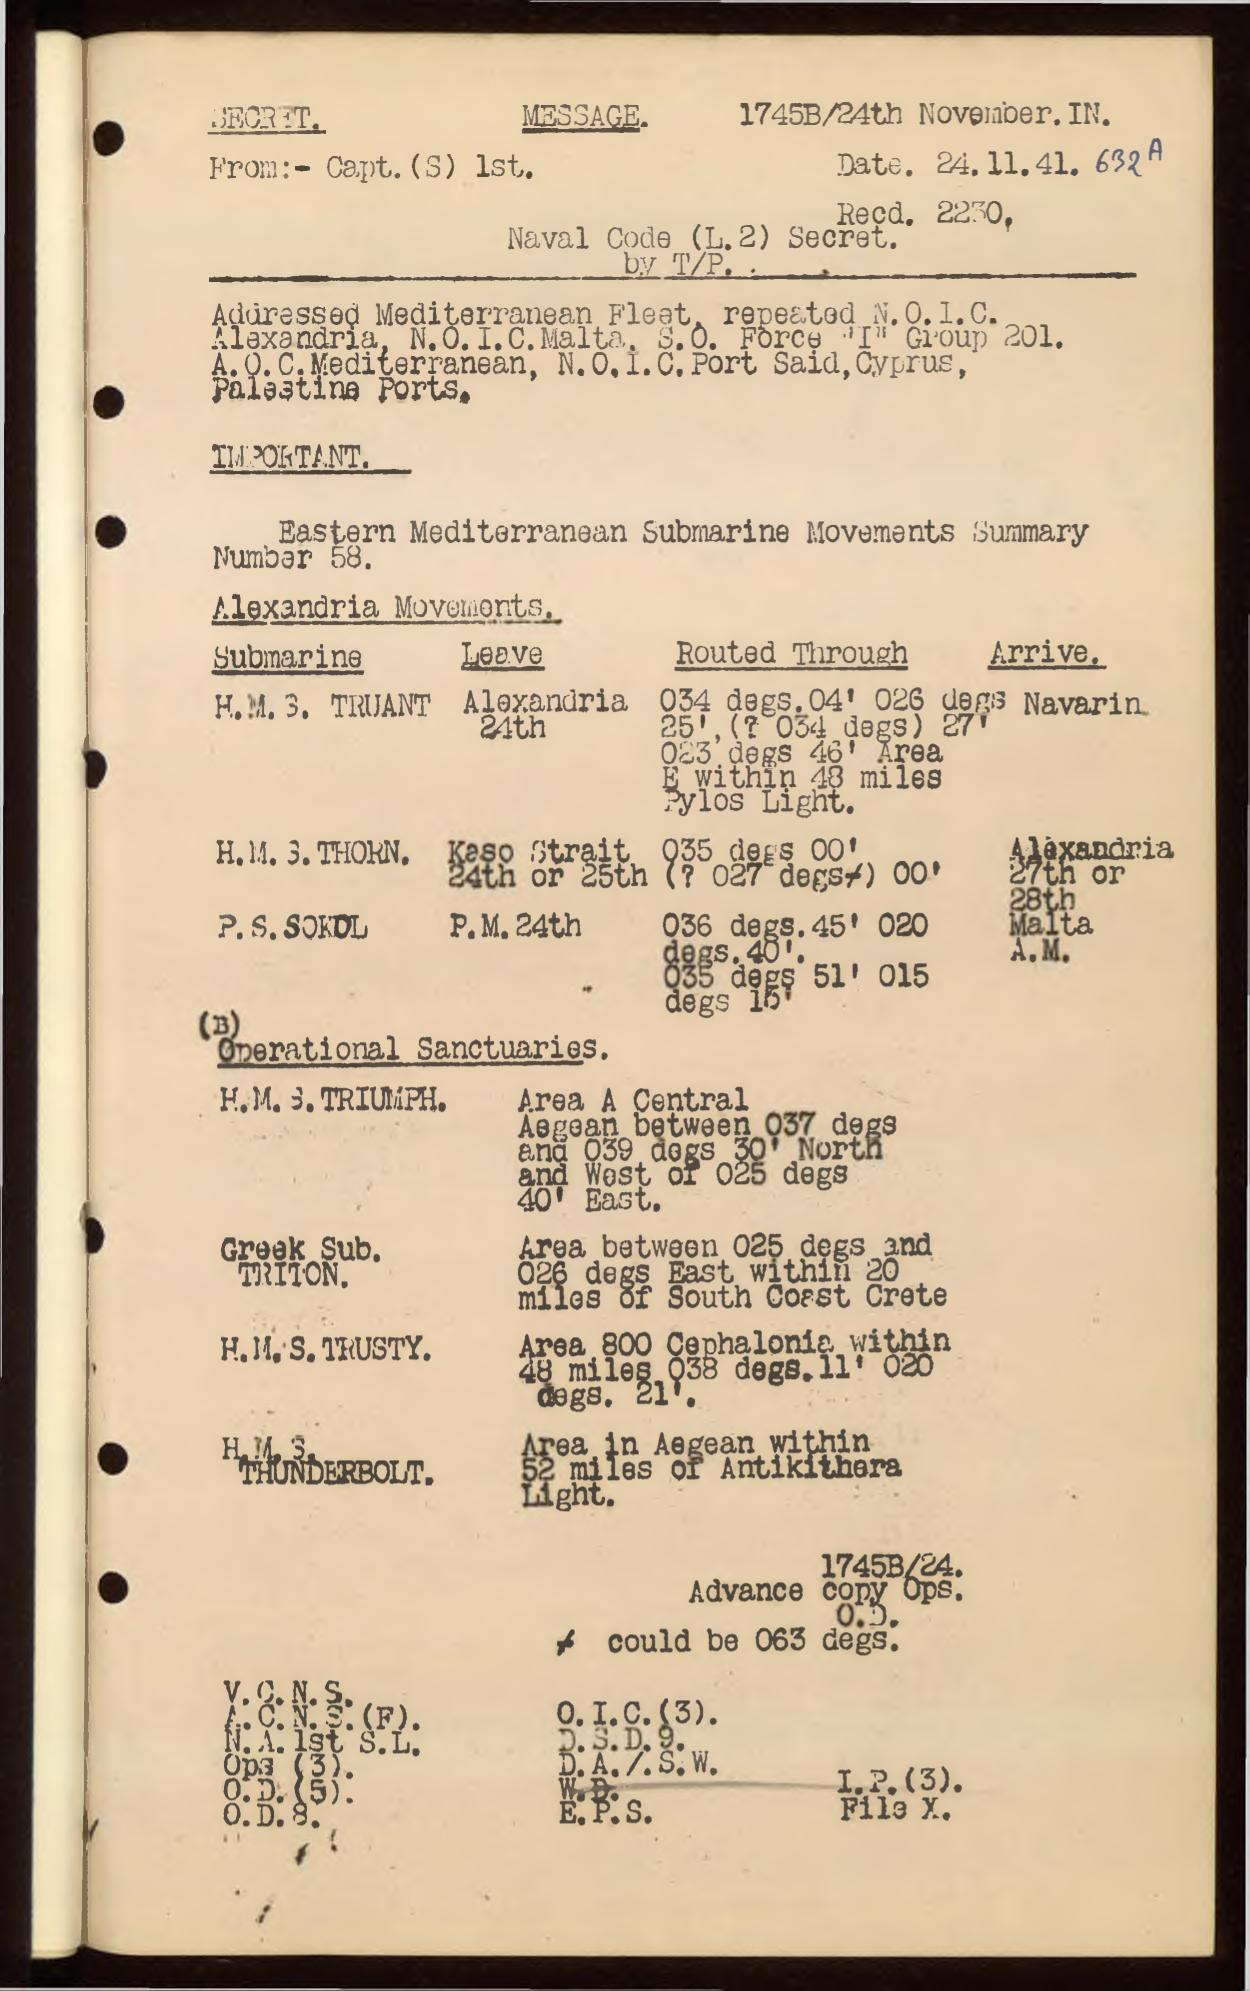 SECRET. MESSAGE. 1745B/24th November. IN.
From:- Capt.(S) 1st. Date. 24.11.41. 632A
Recd. 2230.
Naval Code (L.2) Secret.
by T/P.
Addressed Mediterranean Fleet, repeated N.O.I.C.
Alexandria, N.O.I.C.Malta, S.O. Force "I" Group 201.
A.O.C.Mediterranean, N.O.I.C.Port Said,Cyprus,
Palestine Ports.
IMPORTANT.
Eastern Mediterranean Submarine Movements Summary
Number 58.
Alexandria Movements.
Submarine Leave Routed Through Arrive.
H.M.S. TRUANT Alexandria 034 degs.04' 026 degs Navarin
24th 25',(? 034 degs) 27'
023 degs 46' Area
E within 48 miles
Pylos Light.
H.M.S.THORN. Kaso Strait 035 degs 00' Alexandria
24th or 25th (? 027 degs≠) 00' 27th or
28th
P.S.SOKOL P.M.24th 036 degs.45' 020 Malta
degs.40'. A.M.
035 degs 51' 015
degs 15'
(B)
Operational Sanctuaries.
H.M.S.TRIUMPH. Area A Central
Aegean between 037 degs
and 039 degs 30' North
and West of 025 degs
40' East.
Greek Sub. Area between 025 degs and
TRITON. 026 degs East within 20
miles of South Coast Crete
H.M.S.TRUSTY. Area 800 Cephalonia within
48 miles 038 degs.11' 020
degs. 21'.
H.M.S. Area in Aegean within
THUNDERBOLT. 52 miles of Antikithera
Light.
1745B/24.
Advance copy Ops.
O.D.
≠ could be 063 degs.
V.C.N.S.
A.C.N.S.(F). O.I.C.(3).
N.A.1st S.L. D.S.D.9.
Ops (3). D.A./.S.W.
O.D.(5). W.D. I.P.(3).
O.D.8. E.P.S. File X.